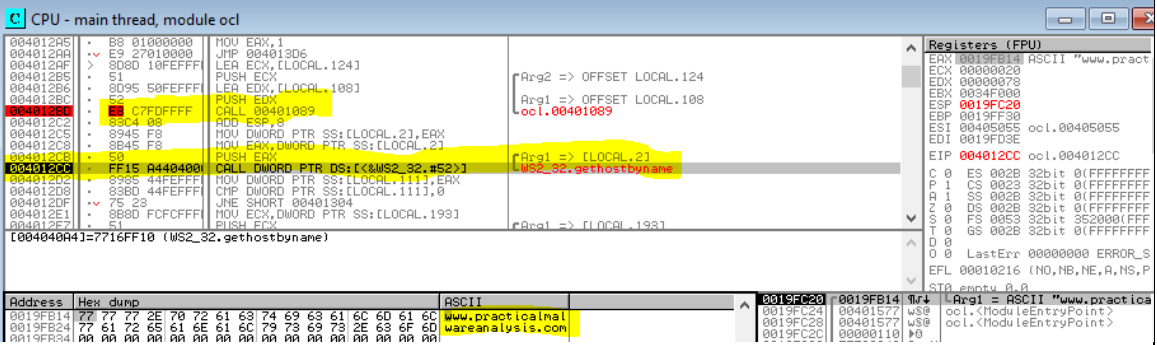 CPU - main thread, module ocl
004012A5 · B8 01000000 MOV EAX,1
004012AA ·v E9 27010000 JMP 004013D6
004012AF > 8D8D 10FEFFFF LEA ECX,[LOCAL.124]
004012B5 · 51 PUSH ECX Arg2 => OFFSET LOCAL.124
004012B6 · 8D95 50FEFFFF LEA EDX,[LOCAL.108]
004012BC · 52 PUSH EDX Arg1 => OFFSET LOCAL.108
004012BD · E8 C7FDFFFF CALL 00401089 ocl.00401089
004012C2 · 83C4 08 ADD ESP,8
004012C5 · 8945 F8 MOV DWORD PTR SS:[LOCAL.2],EAX
004012C8 · 8B45 F8 MOV EAX,DWORD PTR SS:[LOCAL.2]
004012CB · 50 PUSH EAX Arg1 => [LOCAL.2]
004012CC · FF15 A4404000 CALL DWORD PTR DS:[<&WS2_32.#52>] WS2_32.gethostbyname
004012D2 · 8985 44FEFFFF MOV DWORD PTR SS:[LOCAL.111],EAX
004012D8 · 83BD 44FEFFFF CMP DWORD PTR SS:[LOCAL.111],0
004012DF ·v 75 23 JNE SHORT 00401304
004012E1 · 8B8D FCFCFFFF MOV ECX,DWORD PTR SS:[LOCAL.193]
004012E7 · 51 PUSH ECX Arg1 => [LOCAL.193]
[004040A4]=7716FF10 (WS2_32.gethostbyname)
Registers (FPU)
EAX 0019FB14 ASCII "www.pract
ECX 00000020
EDX 00000078
EBX 0034F000
ESP 0019FC20
EBP 0019FF30
ESI 00405055 ocl.00405055
EDI 0019FD3E
EIP 004012CC ocl.004012CC
C 0 ES 002B 32bit 0(FFFFFFFF
P 1 CS 0023 32bit 0(FFFFFFFF
A 1 SS 002B 32bit 0(FFFFFFFF
Z 0 DS 002B 32bit 0(FFFFFFFF
S 0 FS 0053 32bit 352000(FFF
T 0 GS 002B 32bit 0(FFFFFFFF
D 0
O 0 LastErr 00000000 ERROR_S
EFL 00010216 (NO,NB,NE,A,NS,P
ST0 empty 0.0
Address Hex dump ASCII
0019FB14 77 77 77 2E 70 72 61 63 74 69 63 61 6C 6D 61 6C www.practicalmal
0019FB24 77 61 72 65 61 6E 61 6C 79 73 69 73 2E 63 6F 6D wareanalysis.com
0019FB34 00 00 00 00 00 00 00 00 00 00 00 00 00 00 00 00
0019FC20 0019FB14 Arg1 = ASCII "www.practica
0019FC24 00401577 wS@ ocl.<ModuleEntryPoint>
0019FC28 00401577 wS@ ocl.<ModuleEntryPoint>
0019FC2C 00000110